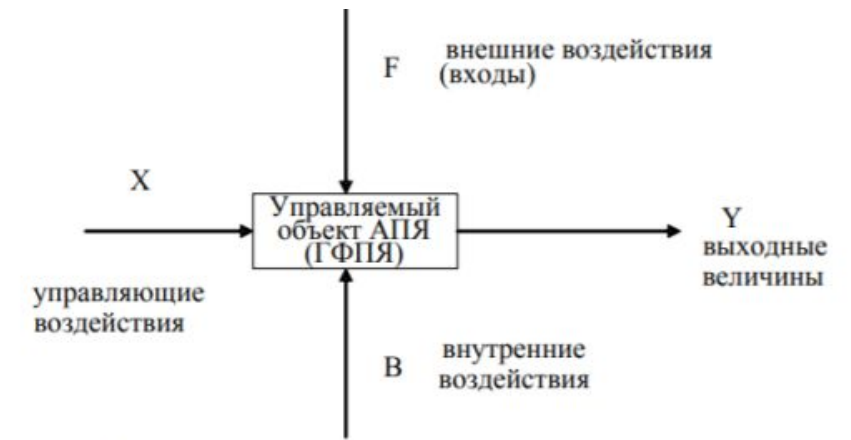 F
внешние воздействия
(входы)
X
Управляемый
объект АПЯ
(ГФПЯ)
Y
выходные
величины
управляющие
воздействия
B
внутренние
воздействия